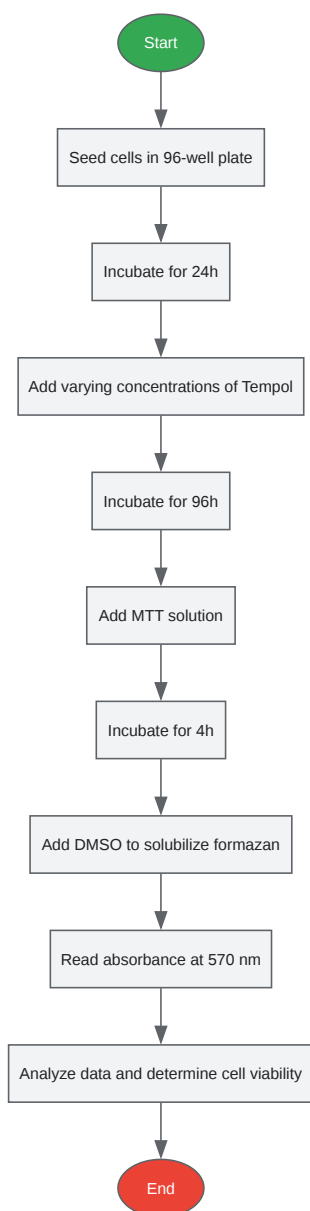 Start
Seed cells in 96-well plate
Incubate for 24h
Add varying concentrations of Tempol
Incubate for 96h
Add MTT solution
Incubate for 4h
Add DMSO to solubilize formazan
Read absorbance at 570 nm
Analyze data and determine cell viability
End